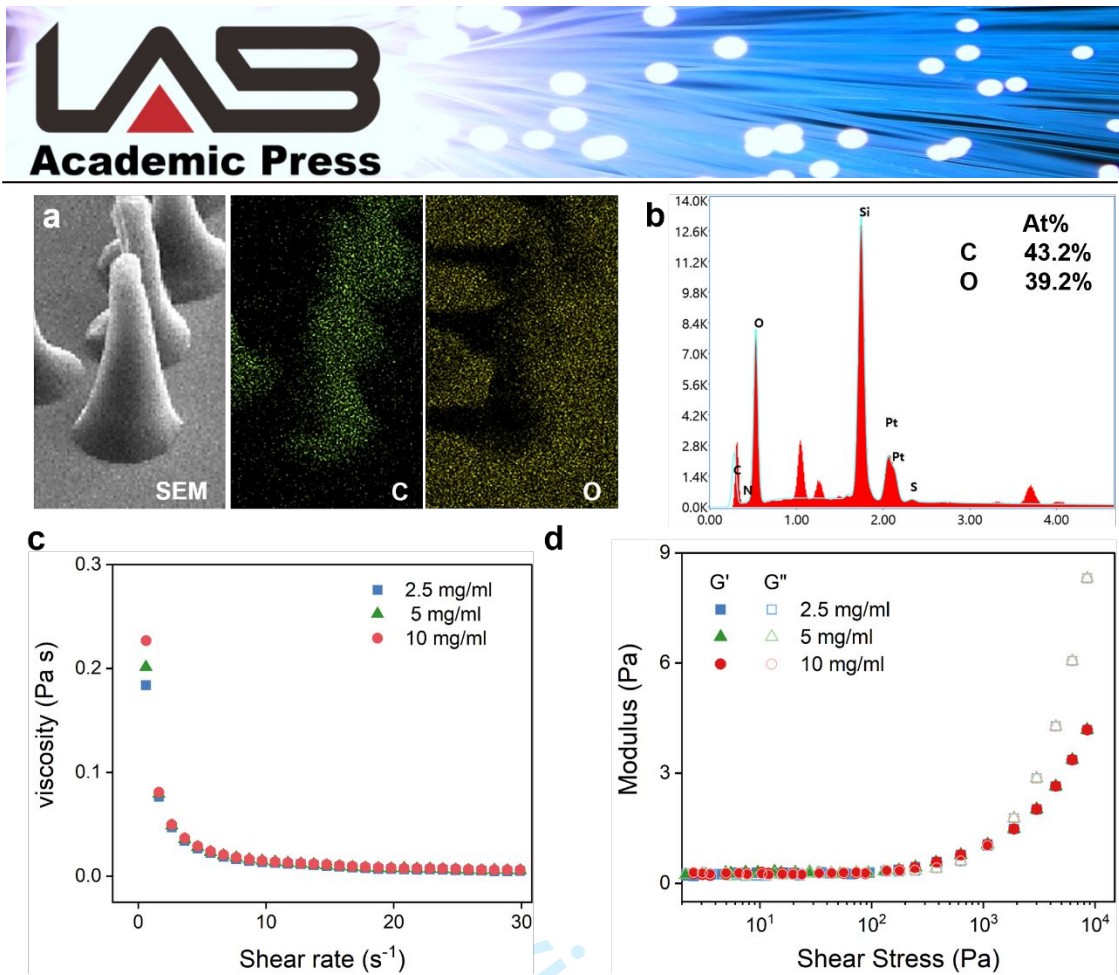 LAB
Academic Press
a
SEM
C
O
b
14.0K
12.6K
11.2K
9.8K
8.4K
7.0K
5.6K
4.2K
2.8K
1.4K
0.0K
0.00
1.00
2.00
3.00
4.00
C
N
O
Si
Pt
Pt
S
At%
C 43.2%
O 39.2%
c
viscosity (Pa s)
0.3
0.2
0.1
0.0
0
10
20
30
Shear rate (s⁻¹)
2.5 mg/ml
5 mg/ml
10 mg/ml
d
Modulus (Pa)
9
6
3
0
10¹
10²
10³
10⁴
Shear Stress (Pa)
G' G"
2.5 mg/ml
5 mg/ml
10 mg/ml